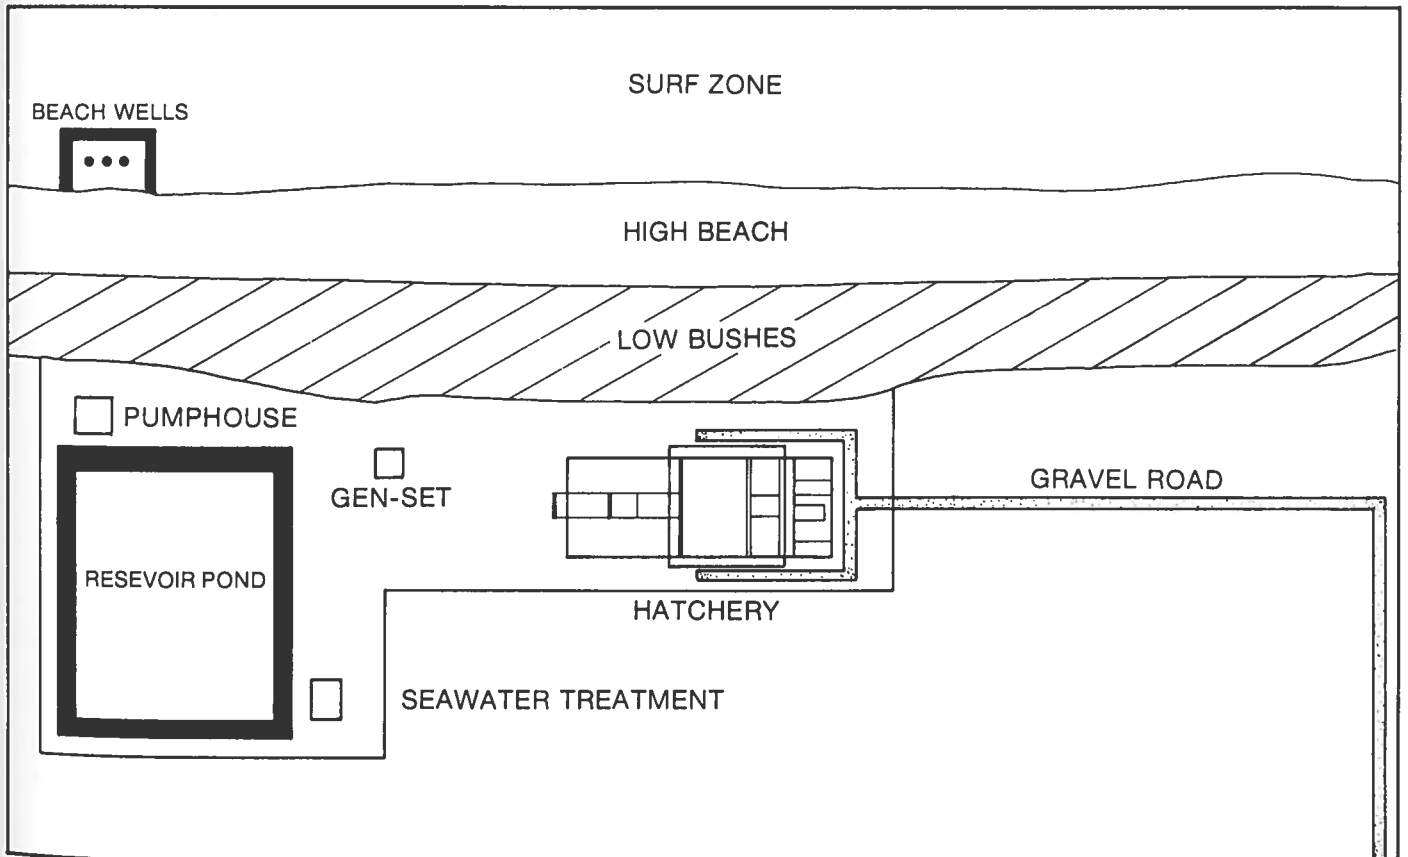 SURF ZONE
BEACH WELLS
HIGH BEACH
LOW BUSHES
PUMPHOUSE
GEN-SET
GRAVEL ROAD
RESEVOIR POND
HATCHERY
SEAWATER TREATMENT